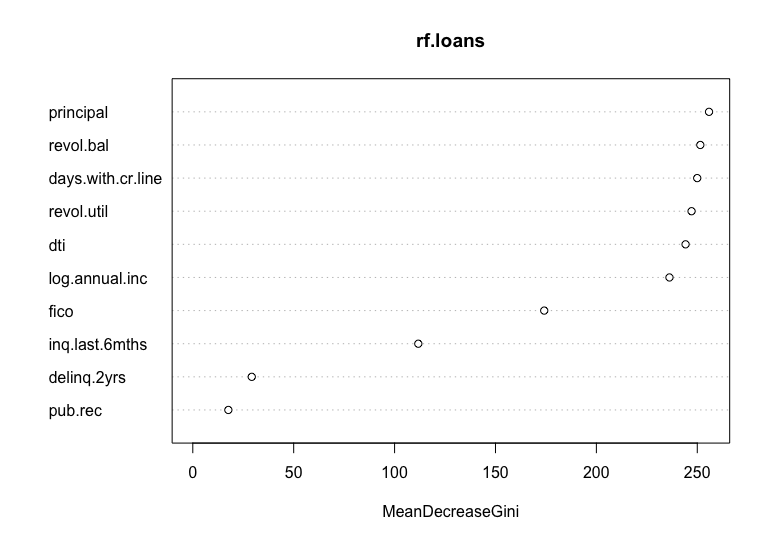 rf.loans
principal
revol.bal
days.with.cr.line
revol.util
dti
log.annual.inc
fico
inq.last.6mths
delinq.2yrs
pub.rec
0 50 100 150 200 250
MeanDecreaseGini